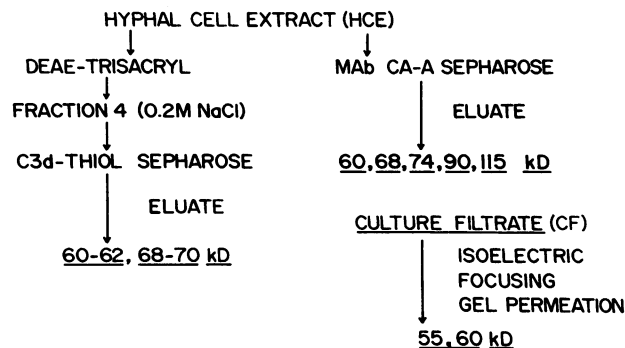 HYPHAL CELL EXTRACT (HCE)
DEAE-TRISACRYL
FRACTION 4 (0.2M NaCl)
C3d-THIOL SEPHAROSE
ELUATE
60-62, 68-70 kD
MAb CA-A SEPHAROSE
ELUATE
60, 68, 74, 90, 115 kD
CULTURE FILTRATE (CF)
ISOELECTRIC
FOCUSING
GEL PERMEATION
55, 60 kD